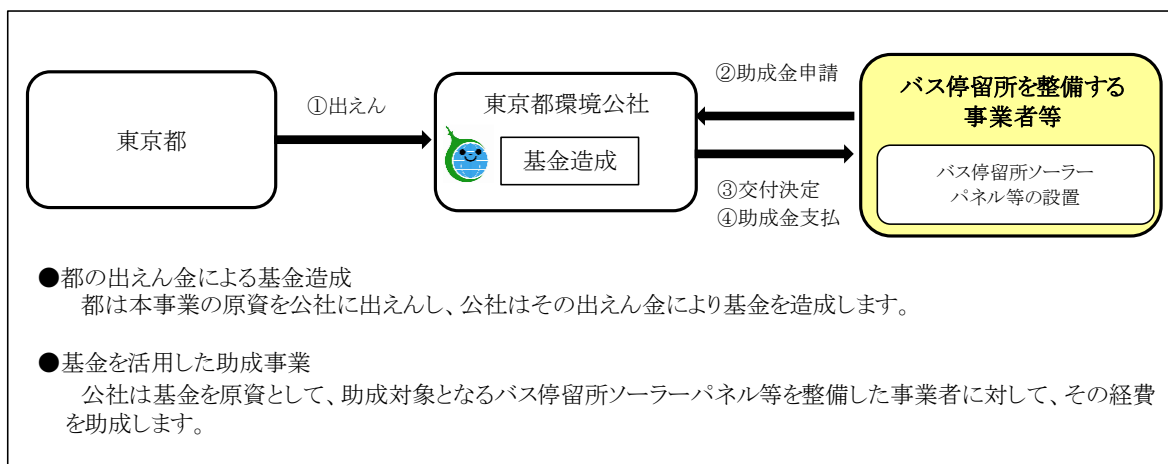 東京都
①出えん
東京都環境公社
基金造成
②助成金申請
③交付決定
④助成金支払
バス停留所を整備する
事業者等
バス停留所ソーラー
パネル等の設置
●都の出えん金による基金造成
都は本事業の原資を公社に出えんし、公社はその出えん金により基金を造成します。
●基金を活用した助成事業
公社は基金を原資として、助成対象となるバス停留所ソーラーパネル等を整備した事業者に対して、その経費
を助成します。